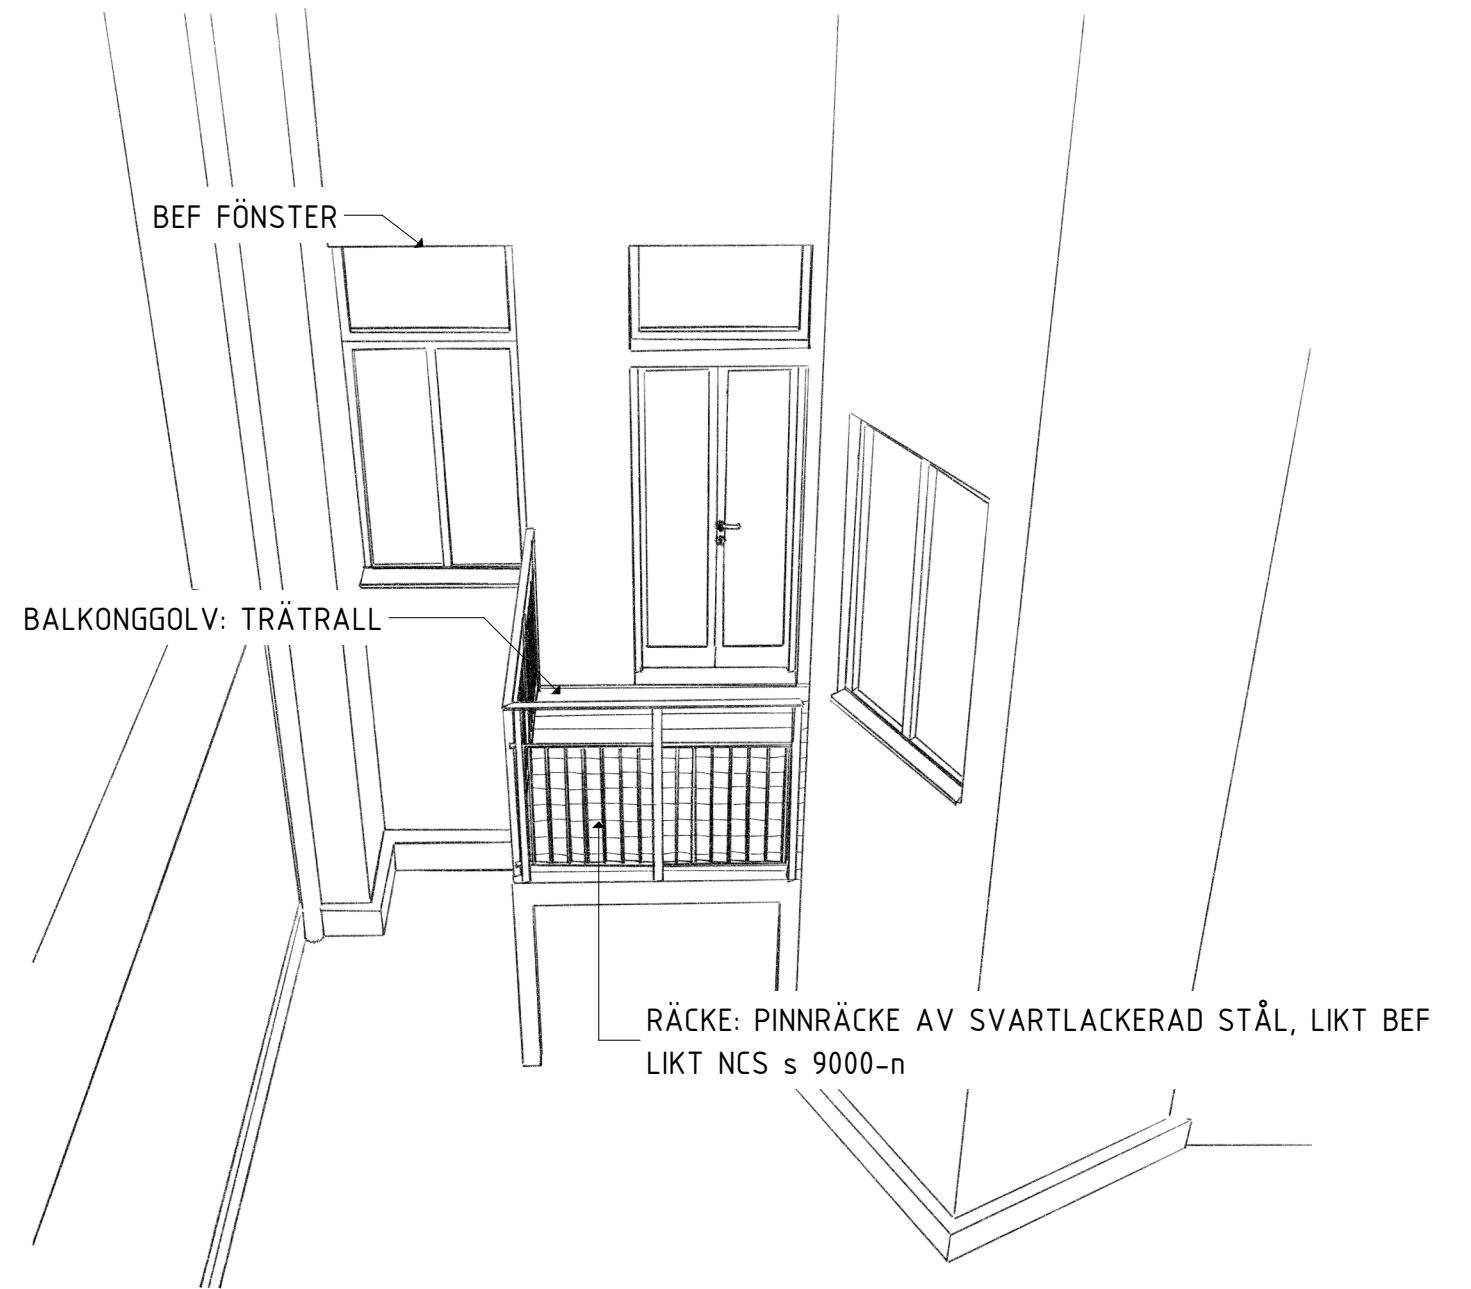 BEF FÖNSTER
BALKONGGOLV: TRÄTRALL
RÄCKE: PINNRÄCKE AV SVARTLACKERAD STÅL, LIKT BEF
LIKT NCS s 9000-n